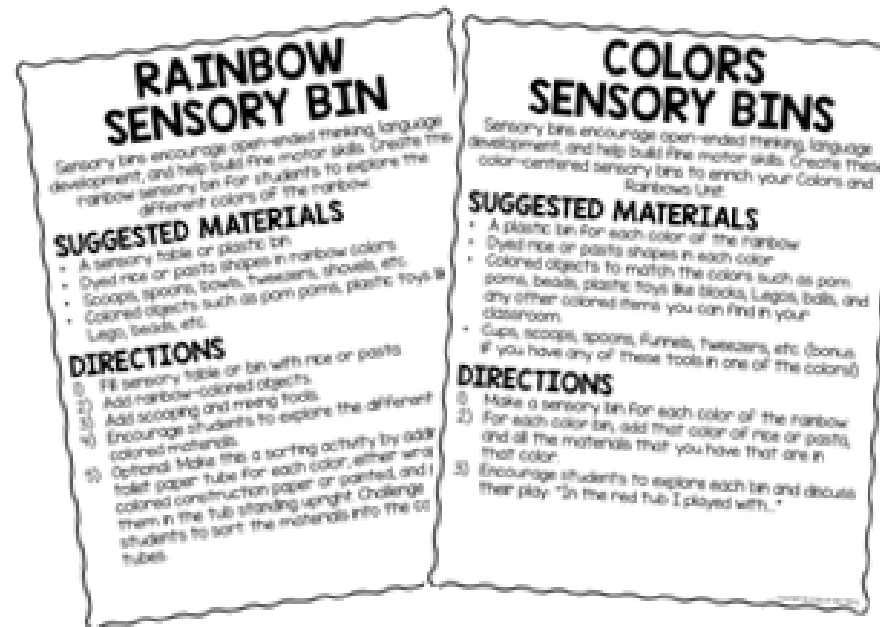 RAINBOW
SENSORY BIN
Sensory bins encourage open-ended thinking, language
development, and help build fine motor skills. Create this
rainbow sensory bin for students to explore the
different colors of the rainbow.
SUGGESTED MATERIALS
• A sensory table or plastic bin
• Dyed rice or pasta shapes in rainbow colors
• Scoops, spoons, bowls, tweezers, shovels, etc.
• Colored objects such as pom poms, plastic toys
Lego, beads, etc.
DIRECTIONS
1) Fill sensory table or bin with rice or pasta
2) Add rainbow-colored objects.
3) Add scooping and mixing tools.
4) Encourage students to explore the different
colored materials.
5) Optional: Make this a sorting activity by
toilet paper tube for each color, either
colored construction paper or painted, and
them in the tub standing upright. Challenge
students to sort the materials into the
tubes.
COLORS
SENSORY BINS
Sensory bins encourage open-ended thinking, language
development, and help build fine motor skills. Create these
color-centered sensory bins to enrich your Colors and
Rainbows Unit.
SUGGESTED MATERIALS
• A plastic bin for each color of the rainbow
• Dyed rice or pasta shapes in each color
• Colored objects to match the colors such as pom
poms, beads, plastic toys like blocks, Legos, balls, and
any other colored items you can find in your
classroom.
• Cups, scoops, spoons, funnels, tweezers, etc. (bonus
if you have any of these tools in one of the colors!)
DIRECTIONS
1) Make a sensory bin for each color of the rainbow
2) For each color bin, add that color of rice or pasta,
and all the materials that you have that are in
that color.
3) Encourage students to explore each bin and discuss
their play. "In the red tub I played with..."